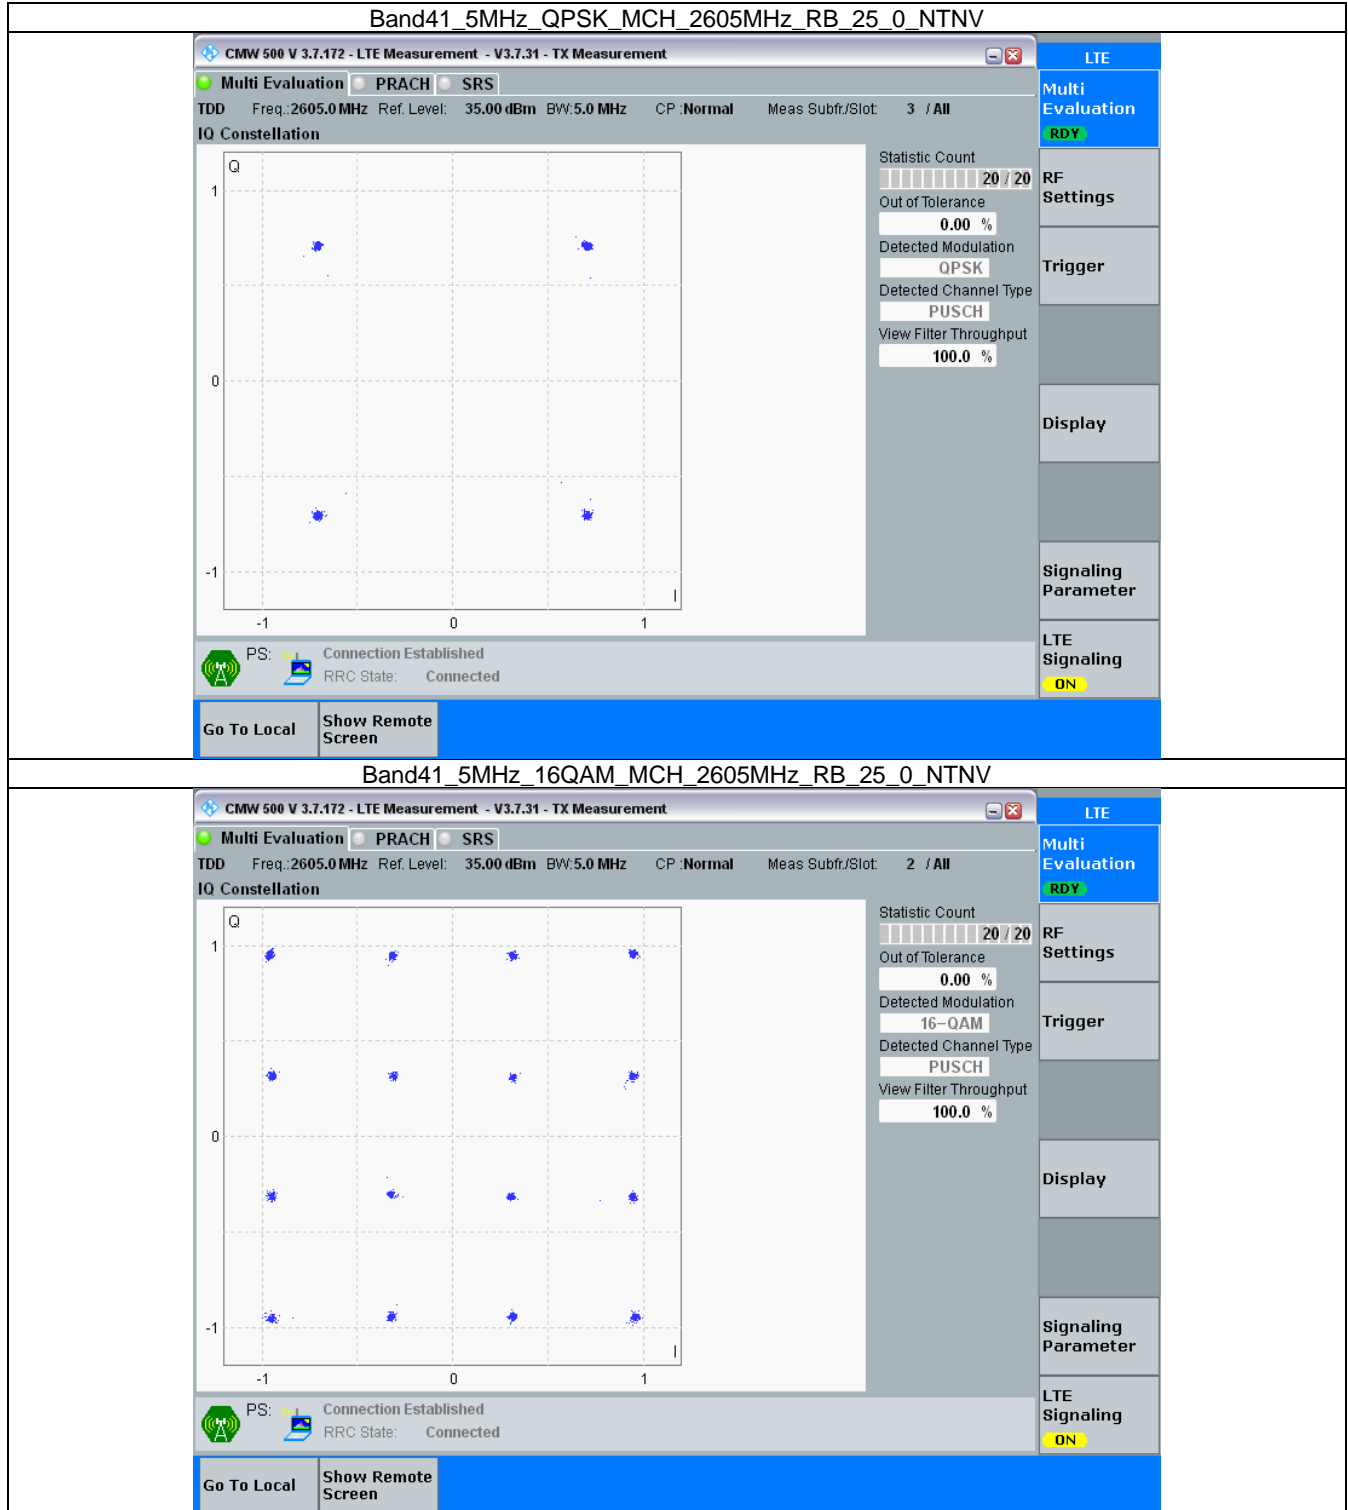 Band41_5MHz_QPSK_MCH_2605MHz_RB_25_0_NTNV
CMW 500 V 3.7.172 - LTE Measurement - V3.7.31 - TX Measurement
LTE
Multi Evaluation PRACH SRS
Multi
Evaluation
RDY
TDD Freq.:2605.0 MHz Ref. Level: 35.00 dBm BW:5.0 MHz CP :Normal Meas Subfr./Slot: 3 / All
IQ Constellation
Q
1
0
-1
I
-1 0 1
Statistic Count
20 / 20
Out of Tolerance
0.00 %
Detected Modulation
QPSK
Detected Channel Type
PUSCH
View Filter Throughput
100.0 %
RF
Settings
Trigger
Display
Signaling
Parameter
LTE
Signaling
ON
PS: Connection Established
RRC State: Connected
Go To Local
Show Remote
Screen
Band41_5MHz_16QAM_MCH_2605MHz_RB_25_0_NTNV
CMW 500 V 3.7.172 - LTE Measurement - V3.7.31 - TX Measurement
LTE
Multi Evaluation PRACH SRS
Multi
Evaluation
RDY
TDD Freq.:2605.0 MHz Ref. Level: 35.00 dBm BW:5.0 MHz CP :Normal Meas Subfr./Slot: 2 / All
IQ Constellation
Q
1
0
-1
I
-1 0 1
Statistic Count
20 / 20
Out of Tolerance
0.00 %
Detected Modulation
16-QAM
Detected Channel Type
PUSCH
View Filter Throughput
100.0 %
RF
Settings
Trigger
Display
Signaling
Parameter
LTE
Signaling
ON
PS: Connection Established
RRC State: Connected
Go To Local
Show Remote
Screen